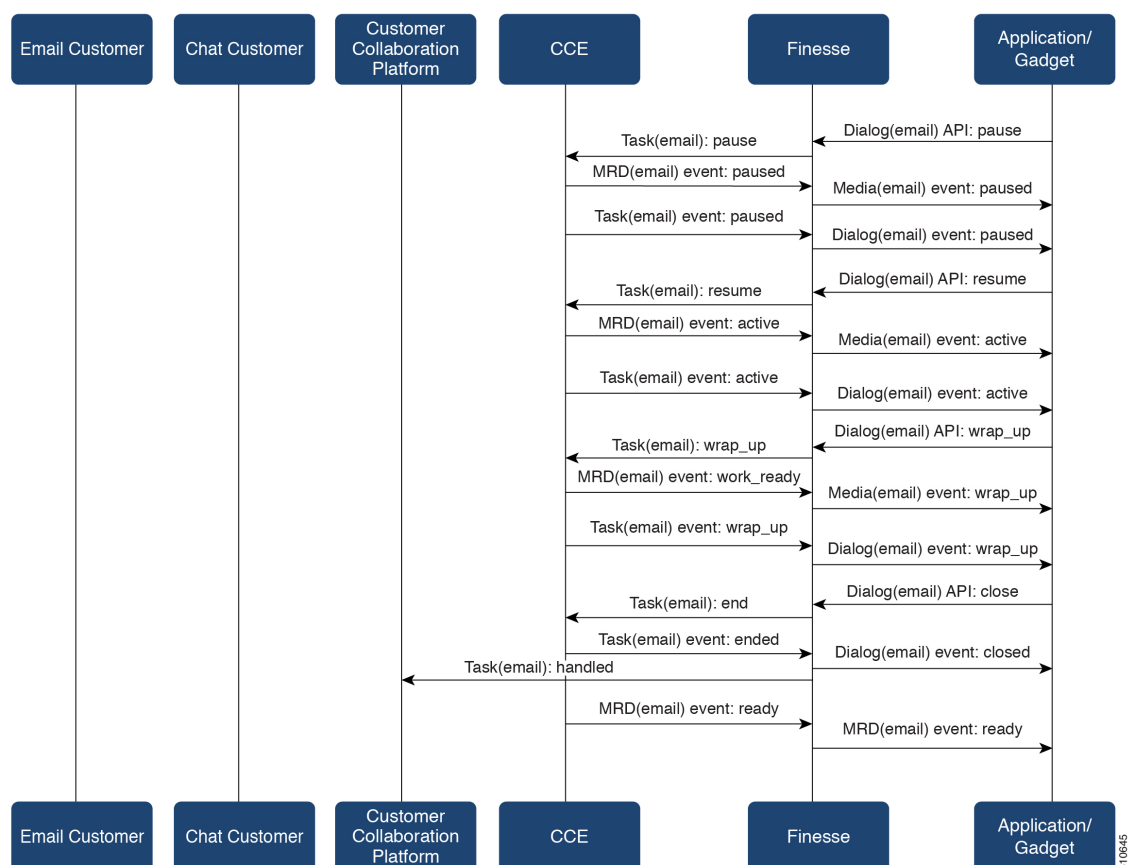 Email Customer
Chat Customer
Customer
Collaboration
Platform
CCE
Finesse
Application/
Gadget
Dialog(email) API: pause
Task(email): pause
MRD(email) event: paused
Media(email) event: paused
Task(email) event: paused
Dialog(email) event: paused
Dialog(email) API: resume
Task(email): resume
MRD(email) event: active
Media(email) event: active
Task(email) event: active
Dialog(email) event: active
Dialog(email) API: wrap_up
Task(email): wrap_up
MRD(email) event: work_ready
Media(email) event: wrap_up
Task(email) event: wrap_up
Dialog(email) event: wrap_up
Dialog(email) API: close
Task(email): end
Task(email) event: ended
Dialog(email) event: closed
Task(email): handled
MRD(email) event: ready
MRD(email) event: ready
Email Customer
Chat Customer
Customer
Collaboration
Platform
CCE
Finesse
Application/
Gadget
10645